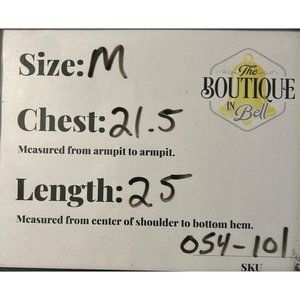 Size: M
The
BOUTIQUE
IN
Bell
Chest: 21.5
Measured from armpit to armpit.
Length: 25
Measured from center of shoulder to bottom hem.
054-101
SKU